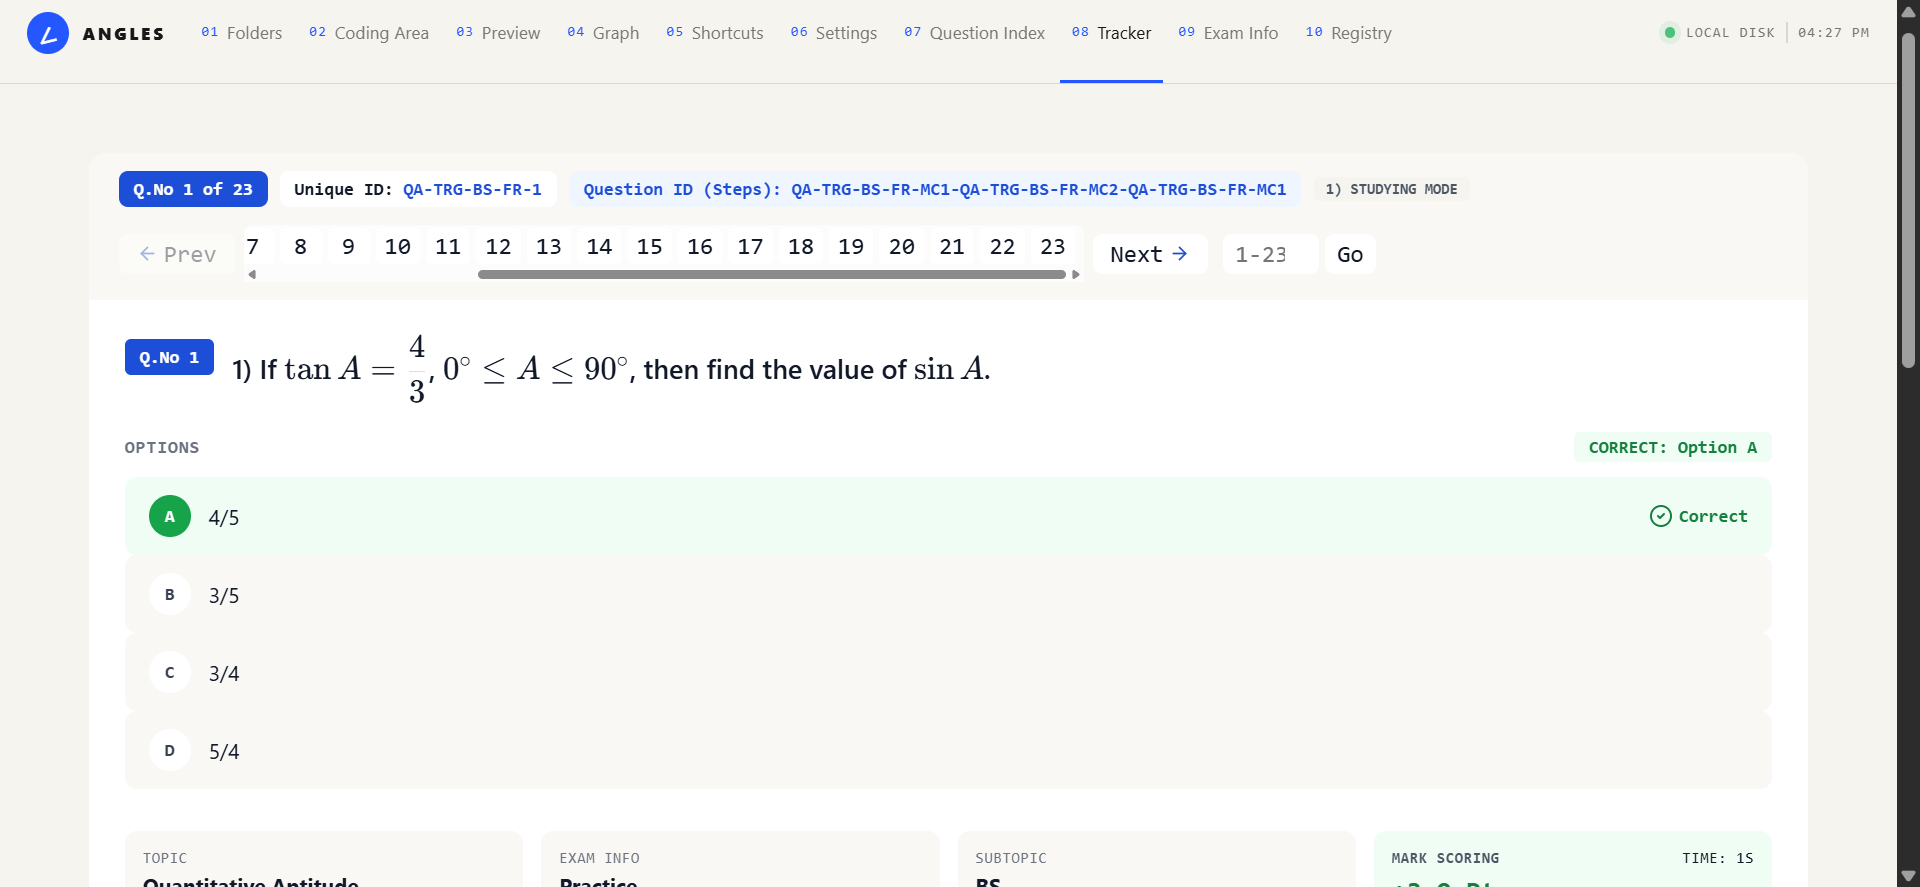 ANGLES
01 Folders 02 Coding Area 03 Preview 04 Graph 05 Shortcuts 06 Settings 07 Question Index 08 Tracker 09 Exam Info 10 Registry
LOCAL DISK 04:27 PM
Q.No 1 of 23 Unique ID: QA-TRG-BS-FR-1 Question ID (Steps): QA-TRG-BS-FR-MC1-QA-TRG-BS-FR-MC2-QA-TRG-BS-FR-MC1 1) STUDYING MODE
← Prev 7 8 9 10 11 12 13 14 15 16 17 18 19 20 21 22 23 Next → 1-23 Go
Q.No 1 1) If tan A = 4/3, 0° ≤ A ≤ 90°, then find the value of sin A.
OPTIONS CORRECT: Option A
A 4/5 Correct
B 3/5
C 3/4
D 5/4
TOPIC EXAM INFO SUBTOPIC MARK SCORING TIME: 1S
Quantitative Aptitude Practice BS